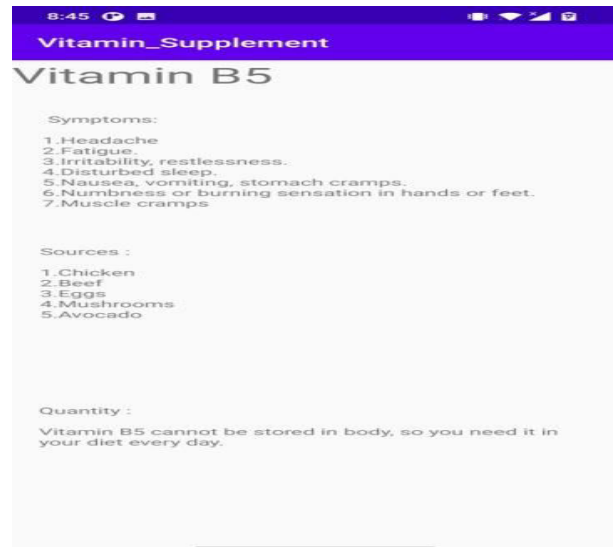 8:45
Vitamin_Supplement
Vitamin B5
Symptoms:
1.Headache
2.Fatigue.
3.Irritability, restlessness.
4.Disturbed sleep.
5.Nausea, vomiting, stomach cramps.
6.Numbness or burning sensation in hands or feet.
7.Muscle cramps
Sources :
1.Chicken
2.Beef
3.Eggs
4.Mushrooms
5.Avocado
Quantity :
Vitamin B5 cannot be stored in body, so you need it in
your diet every day.